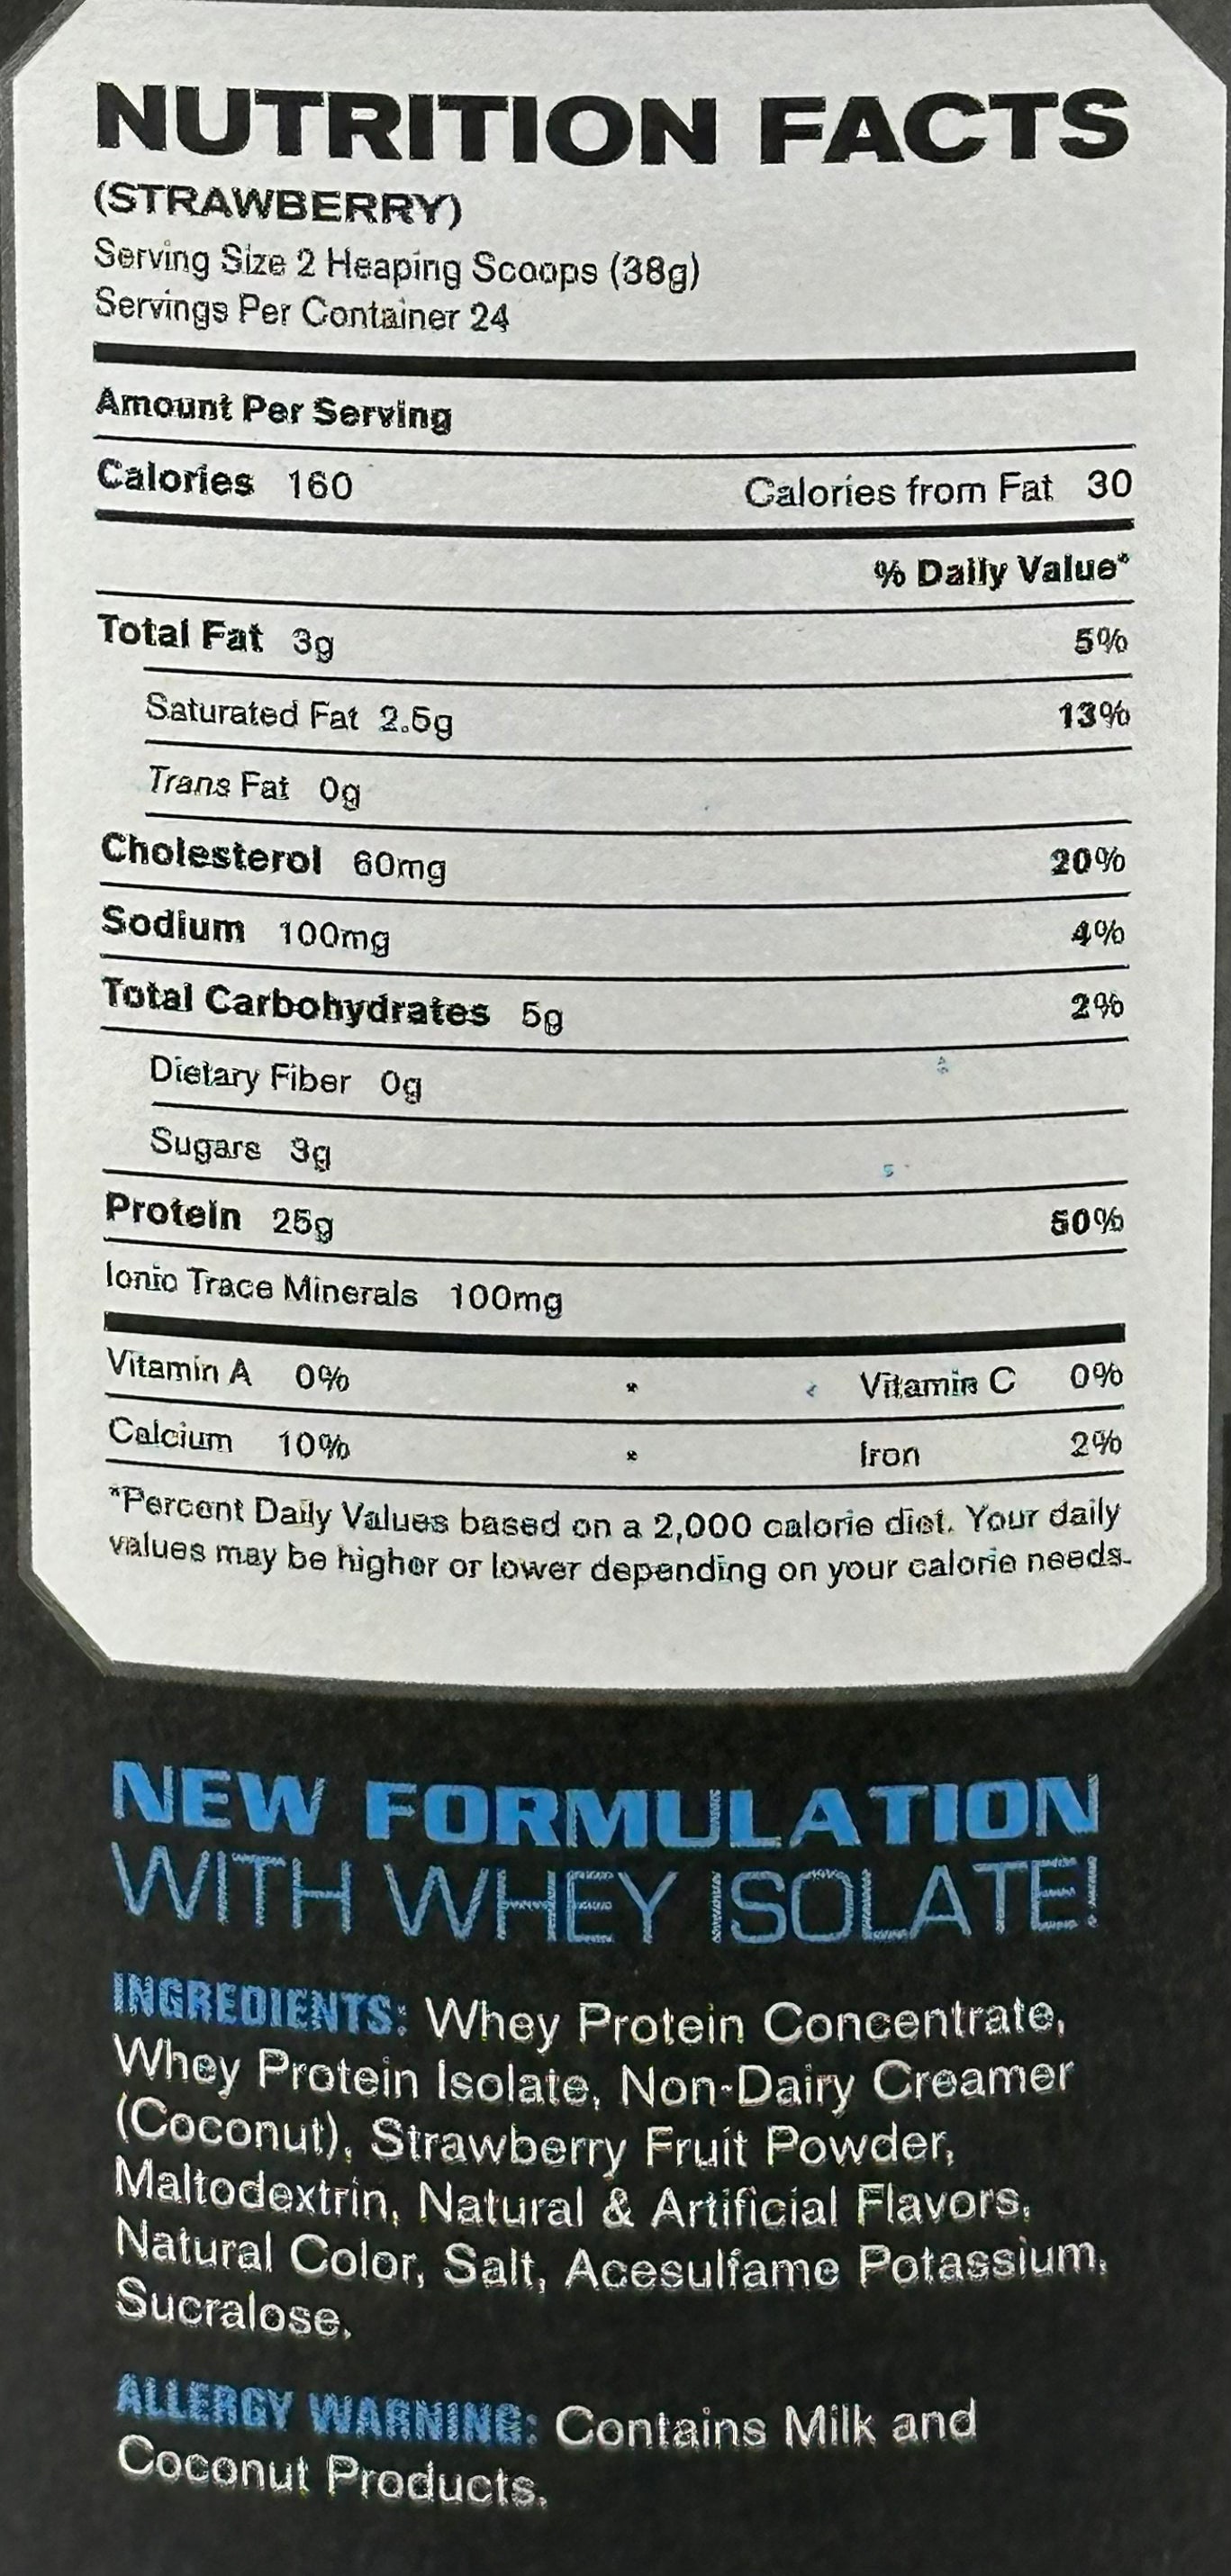 NUTRITION FACTS
(STRAWBERRY)
Serving Size 2 Heaping Scoops (38g)
Servings Per Container 24
Amount Per Serving
Calories 160 Calories from Fat 30
% Daily Value*
Total Fat 3g 5%
Saturated Fat 2.5g 13%
Trans Fat 0g
Cholesterol 60mg 20%
Sodium 100mg 4%
Total Carbohydrates 5g 2%
Dietary Fiber 0g
Sugars 3g
Protein 25g 50%
Ionic Trace Minerals 100mg
Vitamin A 0% • Vitamin C 0%
Calcium 10% • Iron 2%
*Percent Daily Values based on a 2,000 calorie diet. Your daily
values may be higher or lower depending on your calorie needs.
NEW FORMULATION
WITH WHEY ISOLATE!
INGREDIENTS: Whey Protein Concentrate,
Whey Protein Isolate, Non-Dairy Creamer
(Coconut), Strawberry Fruit Powder,
Maltodextrin, Natural & Artificial Flavors,
Natural Color, Salt, Acesulfame Potassium,
Sucralose.
ALLERGY WARNING: Contains Milk and
Coconut Products.